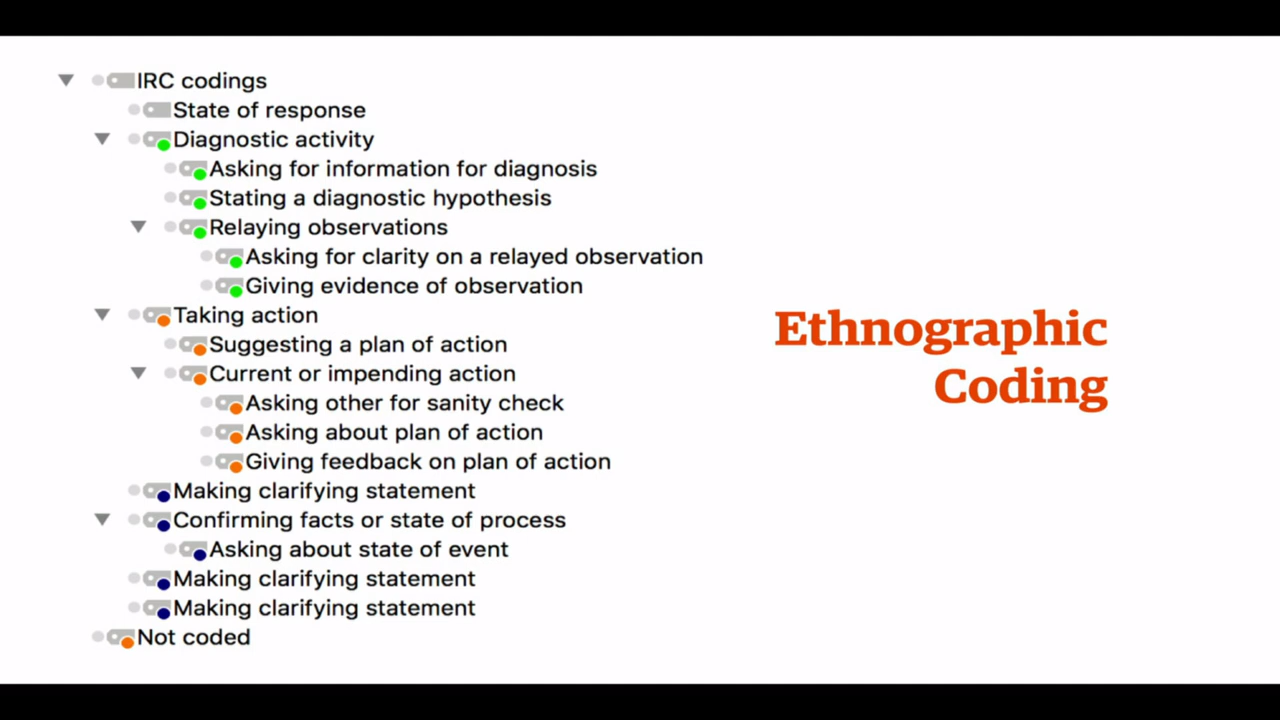 IRC codings
State of response
Diagnostic activity
Asking for information for diagnosis
Stating a diagnostic hypothesis
Relaying observations
Asking for clarity on a relayed observation
Giving evidence of observation
Taking action
Suggesting a plan of action
Current or impending action
Asking other for sanity check
Asking about plan of action
Giving feedback on plan of action
Making clarifying statement
Confirming facts or state of process
Asking about state of event
Making clarifying statement
Making clarifying statement
Not coded
Ethnographic
Coding